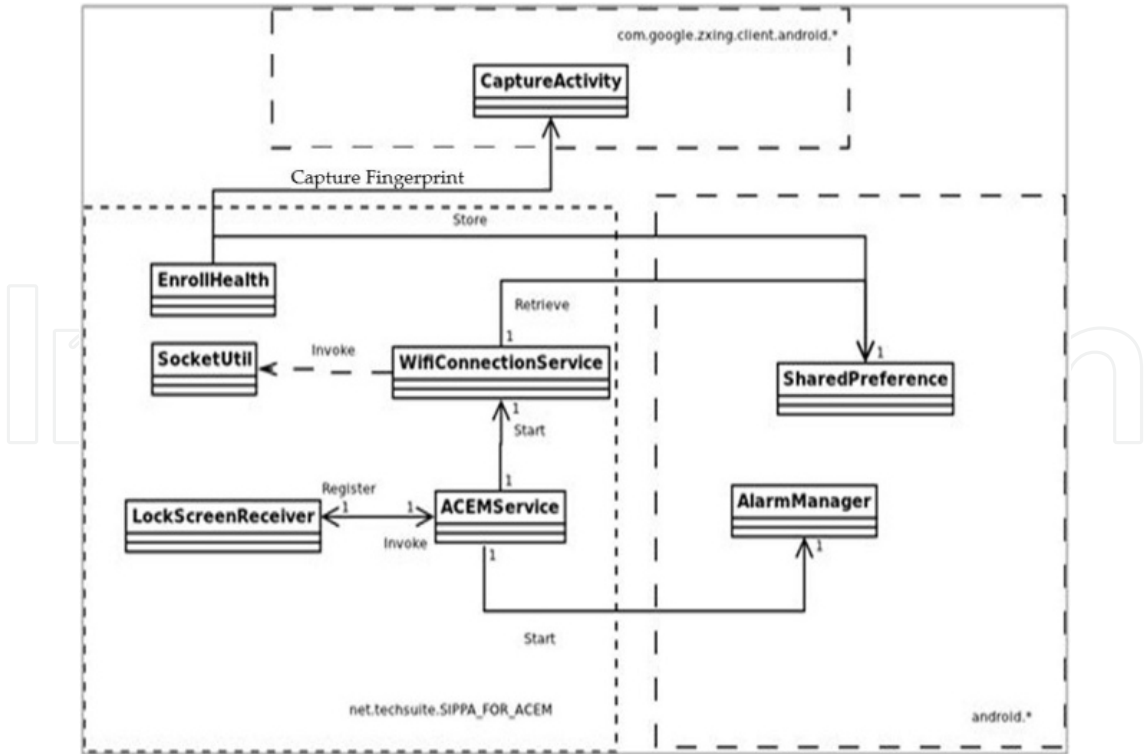 com.google.zxing.client.android.*
CaptureActivity
Capture Fingerprint
Store
EnrollHealth
Retrieve
1
SocketUtil
Invoke
WifiConnectionService
1
SharedPreference
1
Start
1
Register
LockScreenReceiver
1
1
ACEMService
Invoke
AlarmManager
1
1
Start
net.techsuite.SIPPA_FOR_ACEM
android.*